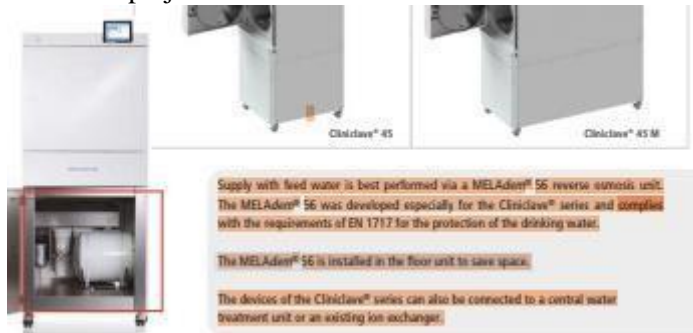 Cliniclave® 45
Cliniclave® 45 M
Supply with feed water is best performed via a MELAdem® 56 reverse osmosis unit.
The MELAdem® 56 was developed especially for the Cliniclave® series and complies
with the requirements of EN 1717 for the protection of the drinking water.
The MELAdem® 56 is installed in the floor unit to save space.
The devices of the Cliniclave® series can also be connected to a central water
treatment unit or an existing ion exchanger.